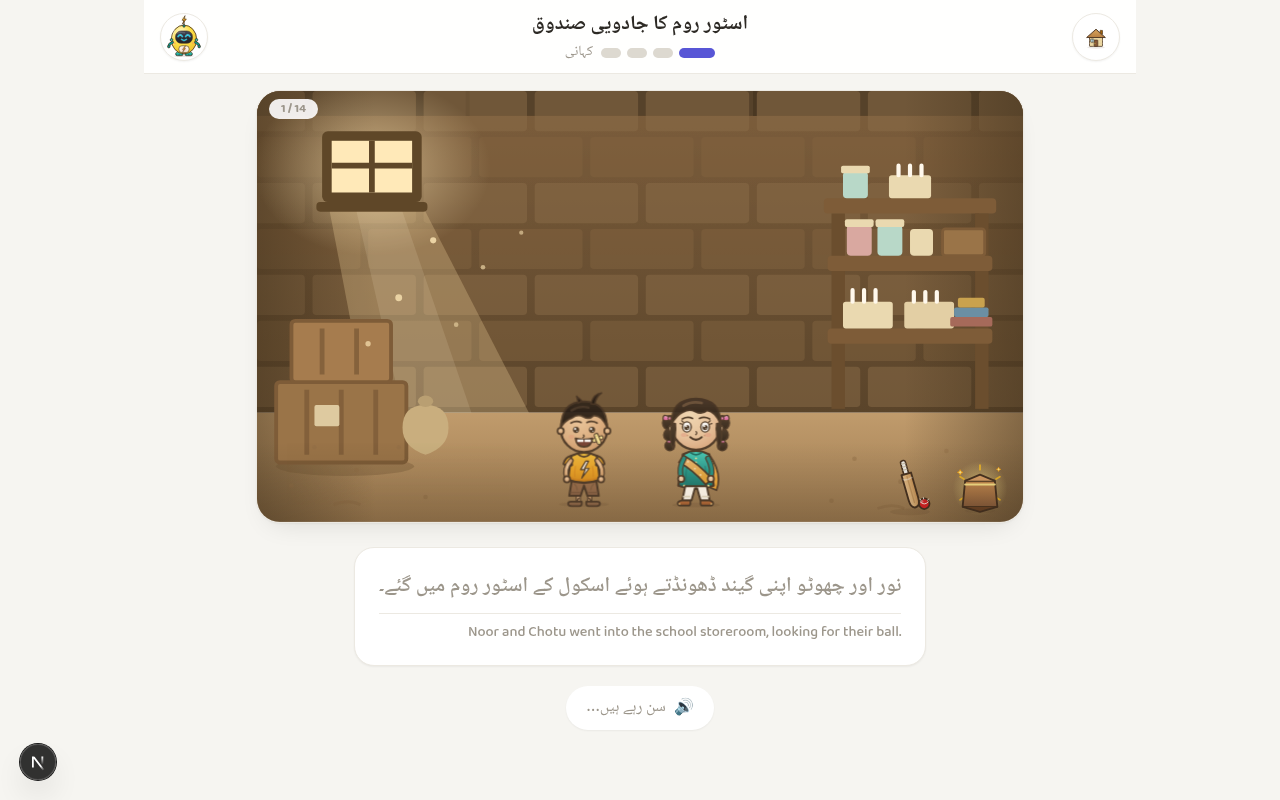 اسٹور روم کا جادویی صندوق
کہانی
1 / 14
نور اور چھوٹو اپنی گیند ڈھونڈتے ہوئے اسکول کے اسٹور روم میں گئے۔
Noor and Chotu went into the school storeroom, looking for their ball.
سن رہے ہیں...
N